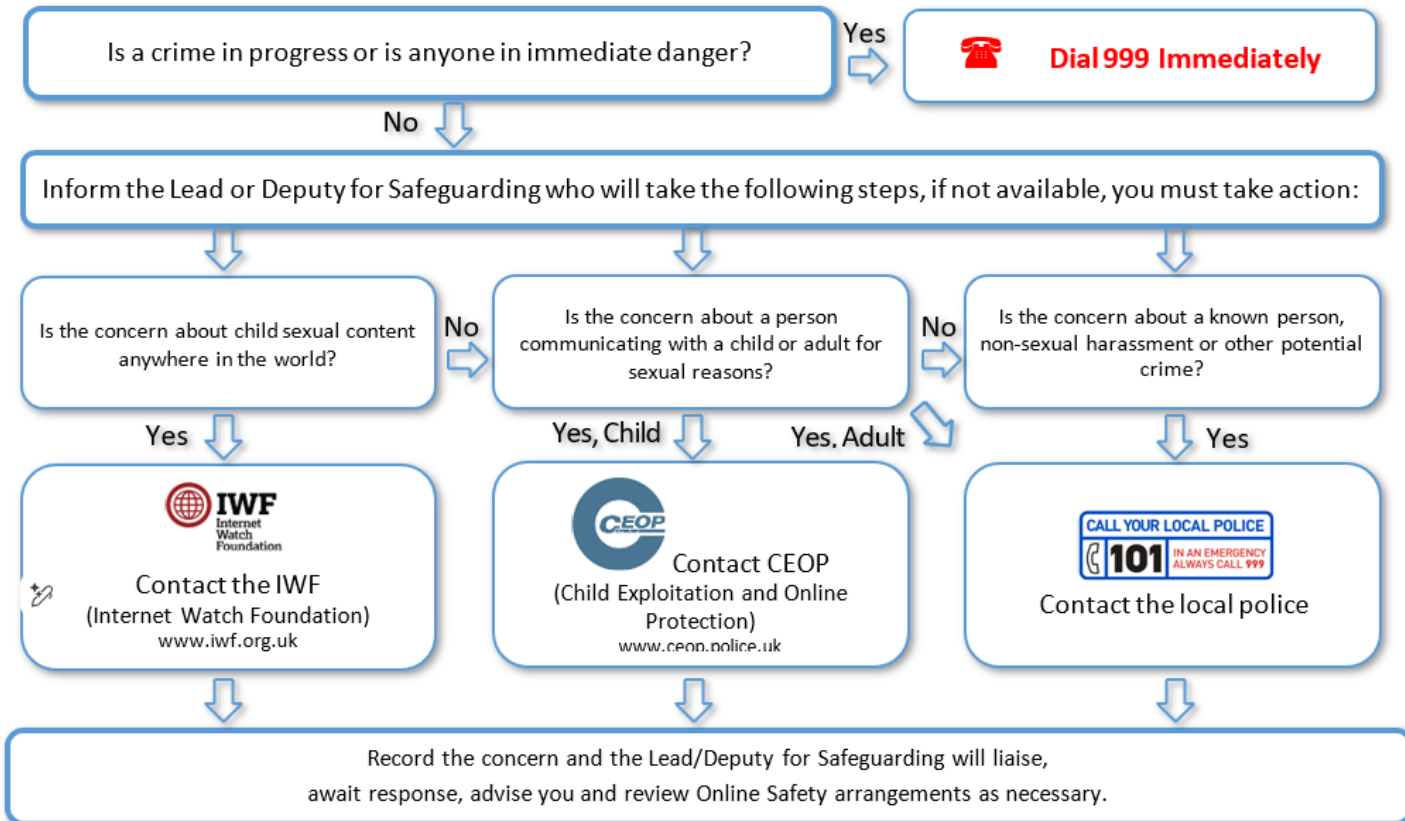 Is a crime in progress or is anyone in immediate danger?
Yes
Dial 999 Immediately
No
Inform the Lead or Deputy for Safeguarding who will take the following steps, if not available, you must take action:
Is the concern about child sexual content
anywhere in the world?
No
Is the concern about a person
communicating with a child or adult for
sexual reasons?
No
Is the concern about a known person,
non-sexual harassment or other potential
crime?
Yes
Yes, Child
Yes, Adult
Yes
IWF
Internet
Watch
Foundation
Contact the IWF
(Internet Watch Foundation)
www.iwf.org.uk
CEOP
Contact CEOP
(Child Exploitation and Online
Protection)
www.ceop.police.uk
CALL YOUR LOCAL POLICE
101
IN AN EMERGENCY
ALWAYS CALL 999
Contact the local police
Record the concern and the Lead/Deputy for Safeguarding will liaise,
await response, advise you and review Online Safety arrangements as necessary.